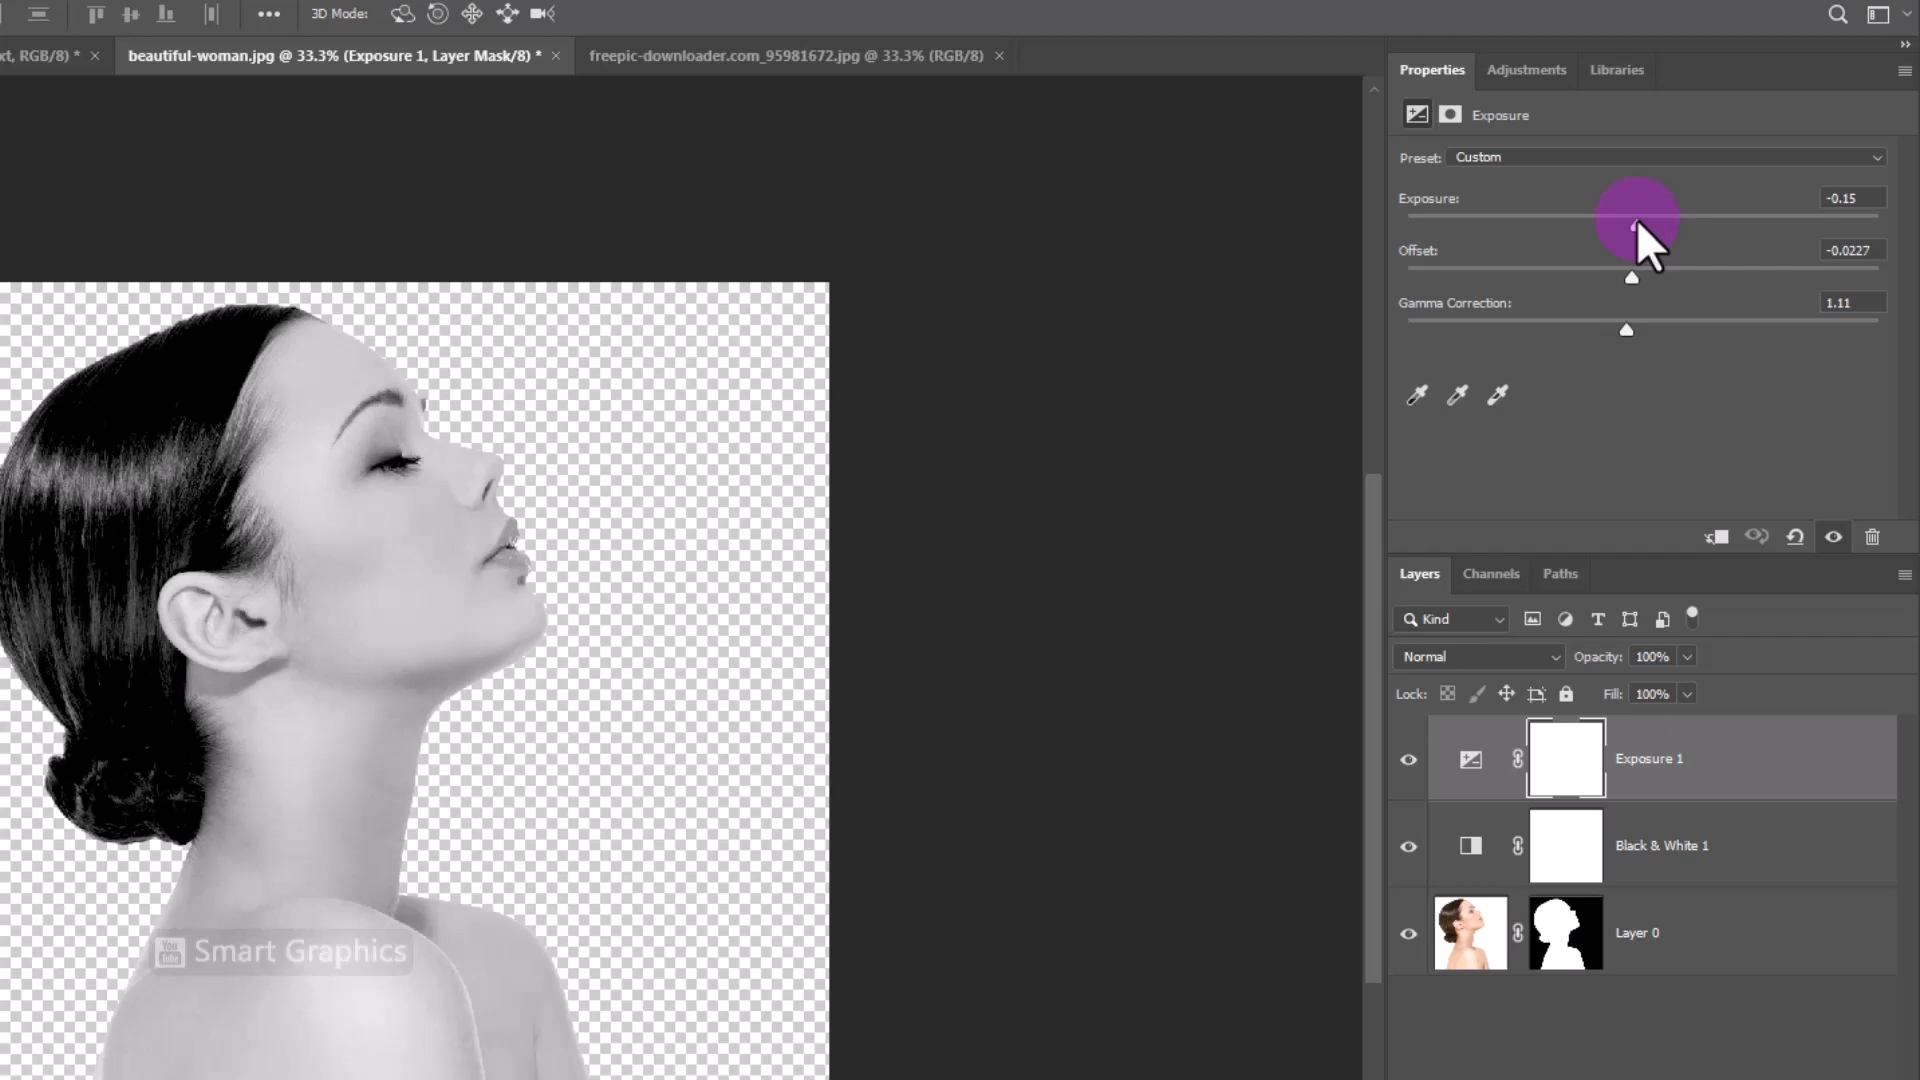 3D Mode:
xt, RGB/8) *
beautiful-woman.jpg @ 33.3% (Exposure 1, Layer Mask/8) *
freepic-downloader.com_95981672.jpg @ 33.3% (RGB/8)
Properties
Adjustments
Libraries
Exposure
Preset: Custom
Exposure: -0.15
Offset: -0.0227
Gamma Correction: 1.11
Layers
Channels
Paths
Kind
Normal
Opacity: 100%
Lock:
Fill: 100%
Exposure 1
Black & White 1
Layer 0
You Tube Smart Graphics